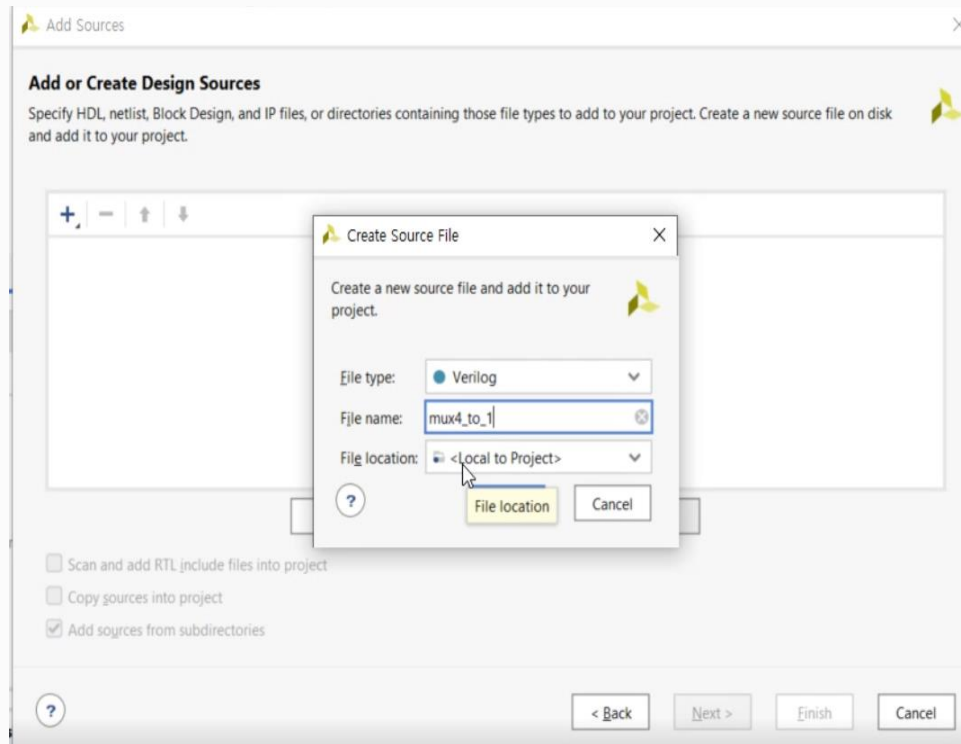 Add Sources
Add or Create Design Sources
Specify HDL, netlist, Block Design, and IP files, or directories containing those file types to add to your project. Create a new source file on disk
and add it to your project.
Create Source File
Create a new source file and add it to your
project.
File type: Verilog
File name: mux4_to_1
File location: <Local to Project>
? File location Cancel
Scan and add RTL include files into project
Copy sources into project
Add sources from subdirectories
? < Back Next > Finish Cancel